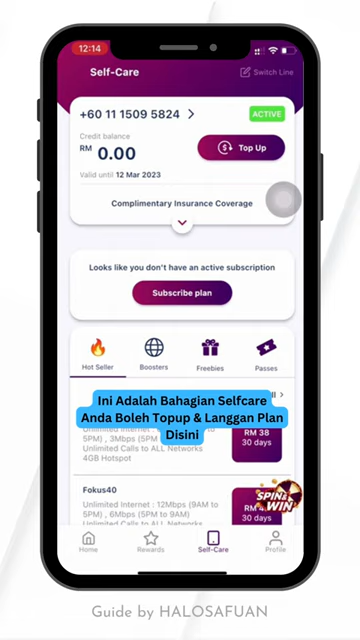 12:14
Self-Care
Switch Line
+60 11 1509 5824
ACTIVE
Credit balance
RM 0.00
Top Up
Valid until 12 Mar 2023
Complimentary Insurance Coverage
Looks like you don't have an active subscription
Subscribe plan
Hot Seller
Boosters
Freebies
Passes
Ini Adalah Bahagian Selfcare
Anda Boleh Topup & Langgan Plan
Disini
5PM) , 3Mbps (5PM
Unlimited Calls to ALL Networks
4GB Hotspot
RM 38
30 days
Fokus40
Unlimited Internet : 12Mbps (9AM to
5PM), 6Mbps (5PM to 9AM)
Unlimited Calls to ALL Networks
30 days
SPIN &
WIN
Home
Rewards
Self-Care
Profile
Guide by HALOSAFUAN